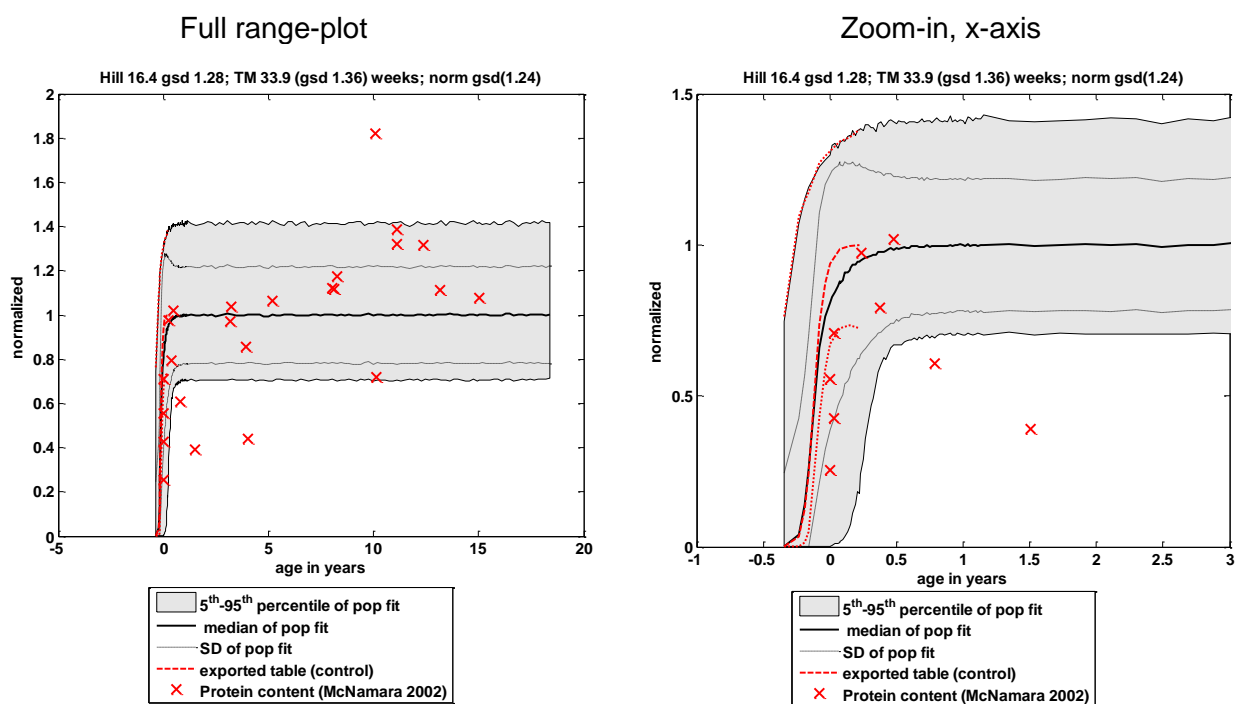 Full range-plot
Hill 16.4 gsd 1.28; TM 33.9 (gsd 1.36) weeks; norm gsd(1.24)
2
1.8
1.6
1.4
1.2
1
0.8
0.6
0.4
0.2
0
normalized
-5 0 5 10 15 20
age in years
5th-95th percentile of pop fit
median of pop fit
SD of pop fit
exported table (control)
Protein content (McNamara 2002)
Zoom-in, x-axis
Hill 16.4 gsd 1.28; TM 33.9 (gsd 1.36) weeks; norm gsd(1.24)
1.5
1
0.5
0
normalized
-1 -0.5 0 0.5 1 1.5 2 2.5 3
age in years
5th-95th percentile of pop fit
median of pop fit
SD of pop fit
exported table (control)
Protein content (McNamara 2002)